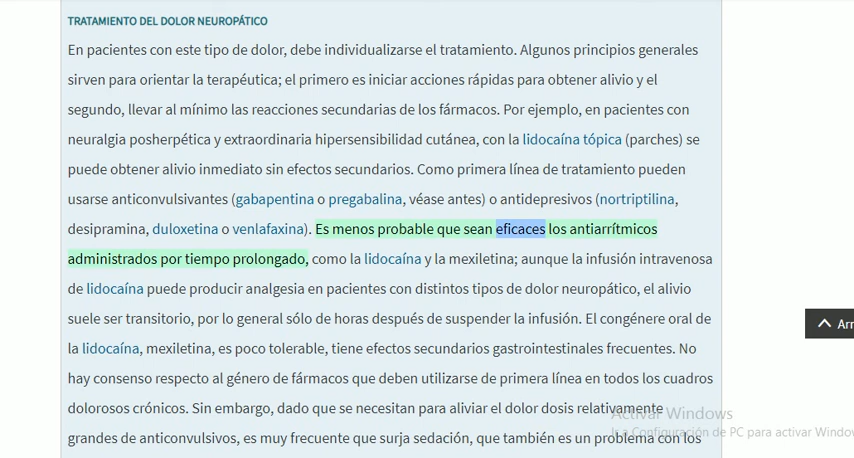 TRATAMIENTO DEL DOLOR NEUROPÁTICO
En pacientes con este tipo de dolor, debe individualizarse el tratamiento. Algunos principios generales
sirven para orientar la terapéutica; el primero es iniciar acciones rápidas para obtener alivio y el
segundo, llevar al mínimo las reacciones secundarias de los fármacos. Por ejemplo, en pacientes con
neuralgia posherpética y extraordinaria hipersensibilidad cutánea, con la lidocaína tópica (parches) se
puede obtener alivio inmediato sin efectos secundarios. Como primera línea de tratamiento pueden
usarse anticonvulsivantes (gabapentina o pregabalina, véase antes) o antidepresivos (nortriptilina,
desipramina, duloxetina o venlafaxina). Es menos probable que sean eficaces los antiarrítmicos
administrados por tiempo prolongado, como la lidocaína y la mexiletina; aunque la infusión intravenosa
de lidocaína puede producir analgesia en pacientes con distintos tipos de dolor neuropático, el alivio
suele ser transitorio, por lo general sólo de horas después de suspender la infusión. El congénere oral de
Arr
la lidocaína, mexiletina, es poco tolerable, tiene efectos secundarios gastrointestinales frecuentes. No
hay consenso respecto al género de fármacos que deben utilizarse de primera línea en todos los cuadros
dolorosos crónicos. Sin embargo, dado que se necesitan para aliviar el dolor dosis relativamente
Activar Windows
Ir a Configuración de PC para activar Window
grandes de anticonvulsivos, es muy frecuente que surja sedación, que también es un problema con los